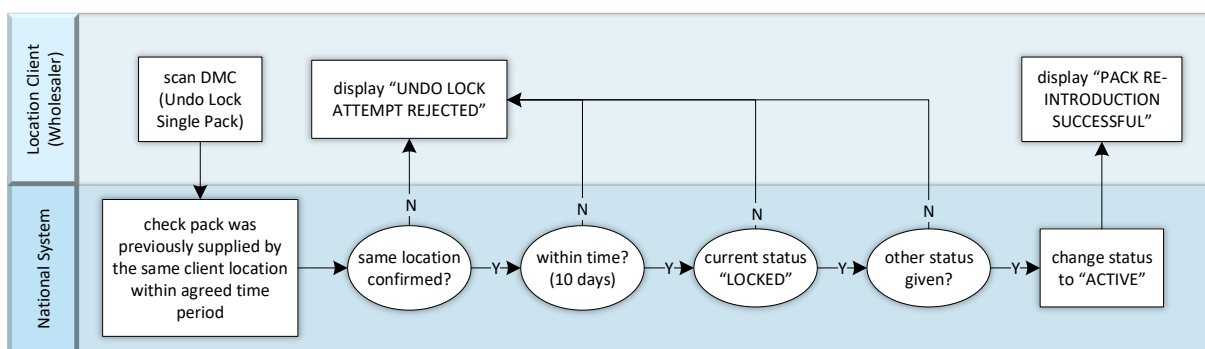 Location Client
(Wholesaler)
scan DMC
(Undo Lock
Single Pack)
display “UNDO LOCK
ATTEMPT REJECTED”
display “PACK RE-
INTRODUCTION
SUCCESSFUL”
National System
check pack was
previously supplied by
the same client location
within agreed time
period
same location
confirmed?
N
Y
within time?
(10 days)
N
Y
current status
“LOCKED”
N
Y
other status
given?
N
Y
change status
to “ACTIVE”